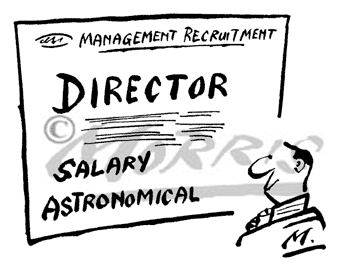 MANAGEMENT RECRUITMENT
DIRECTOR
© MORRIS
SALARY
ASTRONOMICAL
M.